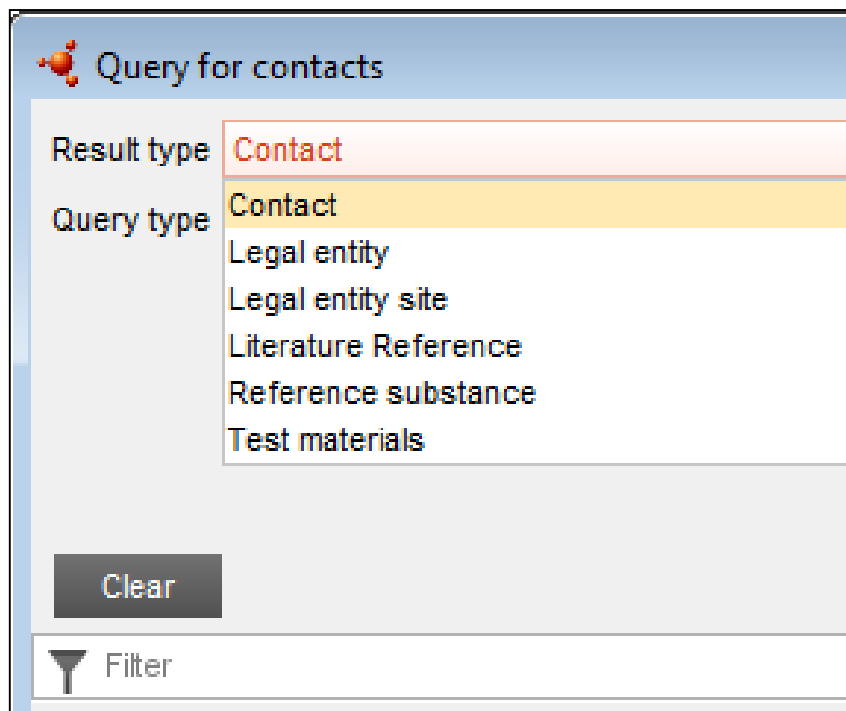 Query for contacts
Result type Contact
Query type
Contact
Legal entity
Legal entity site
Literature Reference
Reference substance
Test materials
Clear
Filter